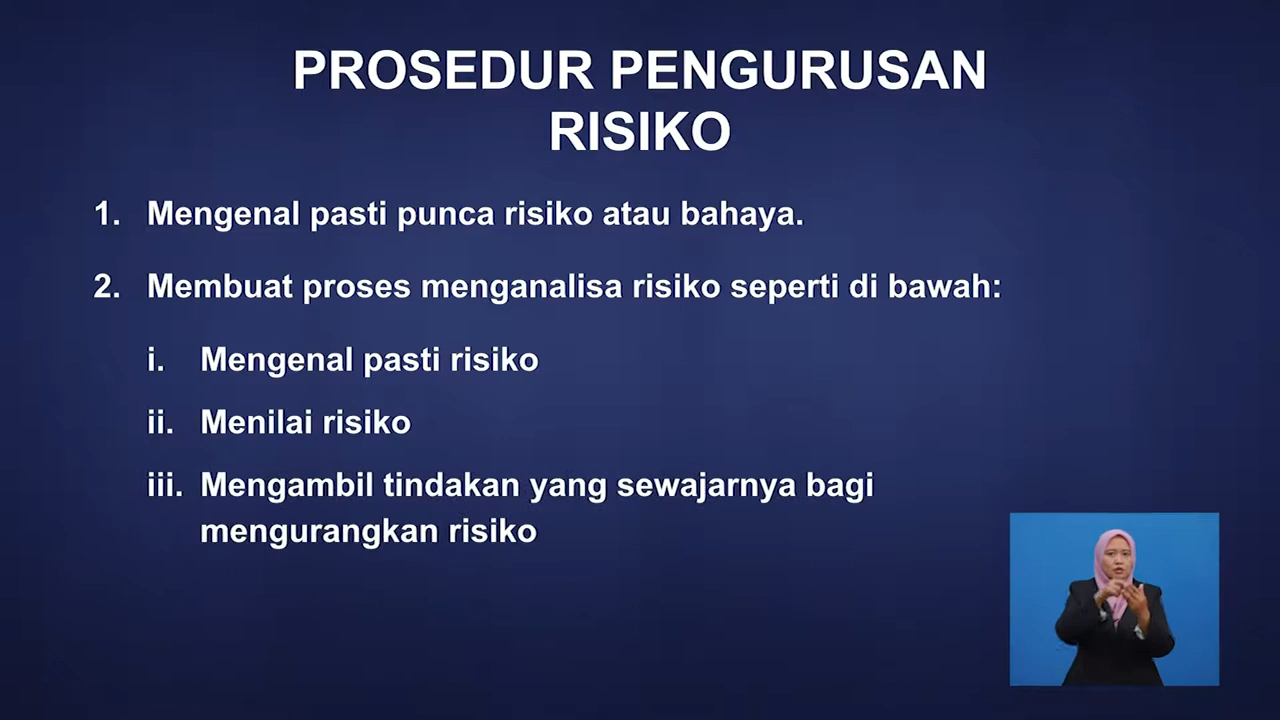 PROSEDUR PENGURUSAN
RISIKO
1. Mengenal pasti punca risiko atau bahaya.
2. Membuat proses menganalisa risiko seperti di bawah:
i. Mengenal pasti risiko
ii. Menilai risiko
iii. Mengambil tindakan yang sewajarnya bagi
mengurangkan risiko